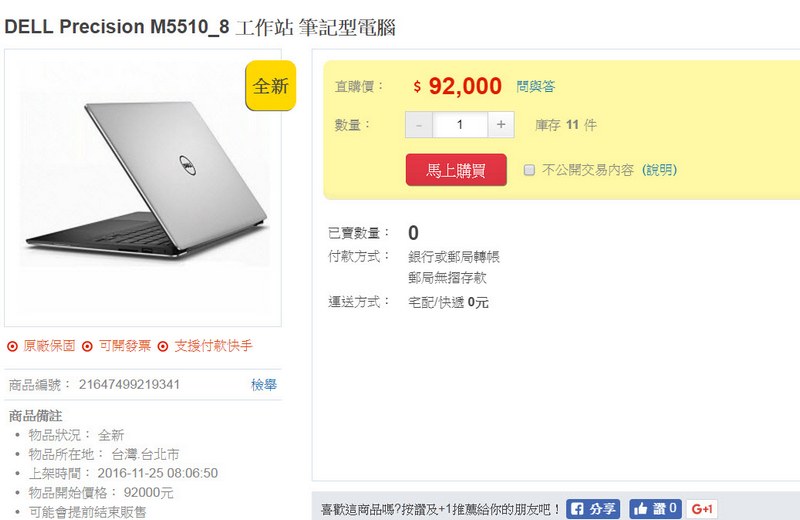 DELL Precision M5510_8 工作站 筆記型電腦
全新
DELL
直購價： $ 92,000 問與答
數量： - 1 + 庫存 11 件
馬上購買 不公開交易內容 (說明)
已賣數量： 0
付款方式： 銀行或郵局轉帳
郵局無摺存款
運送方式： 宅配/快遞 0元
原廠保固 可開發票 支援付款快手
商品編號： 21647499219341 檢舉
商品備註
• 物品狀況： 全新
• 物品所在地： 台灣.台北市
• 上架時間： 2016-11-25 08:06:50
• 物品開始價格： 92000元
• 可能會提前結束販售
喜歡這商品嗎?按讚及+1推薦給你的朋友吧！ 分享 讚 0 G+1